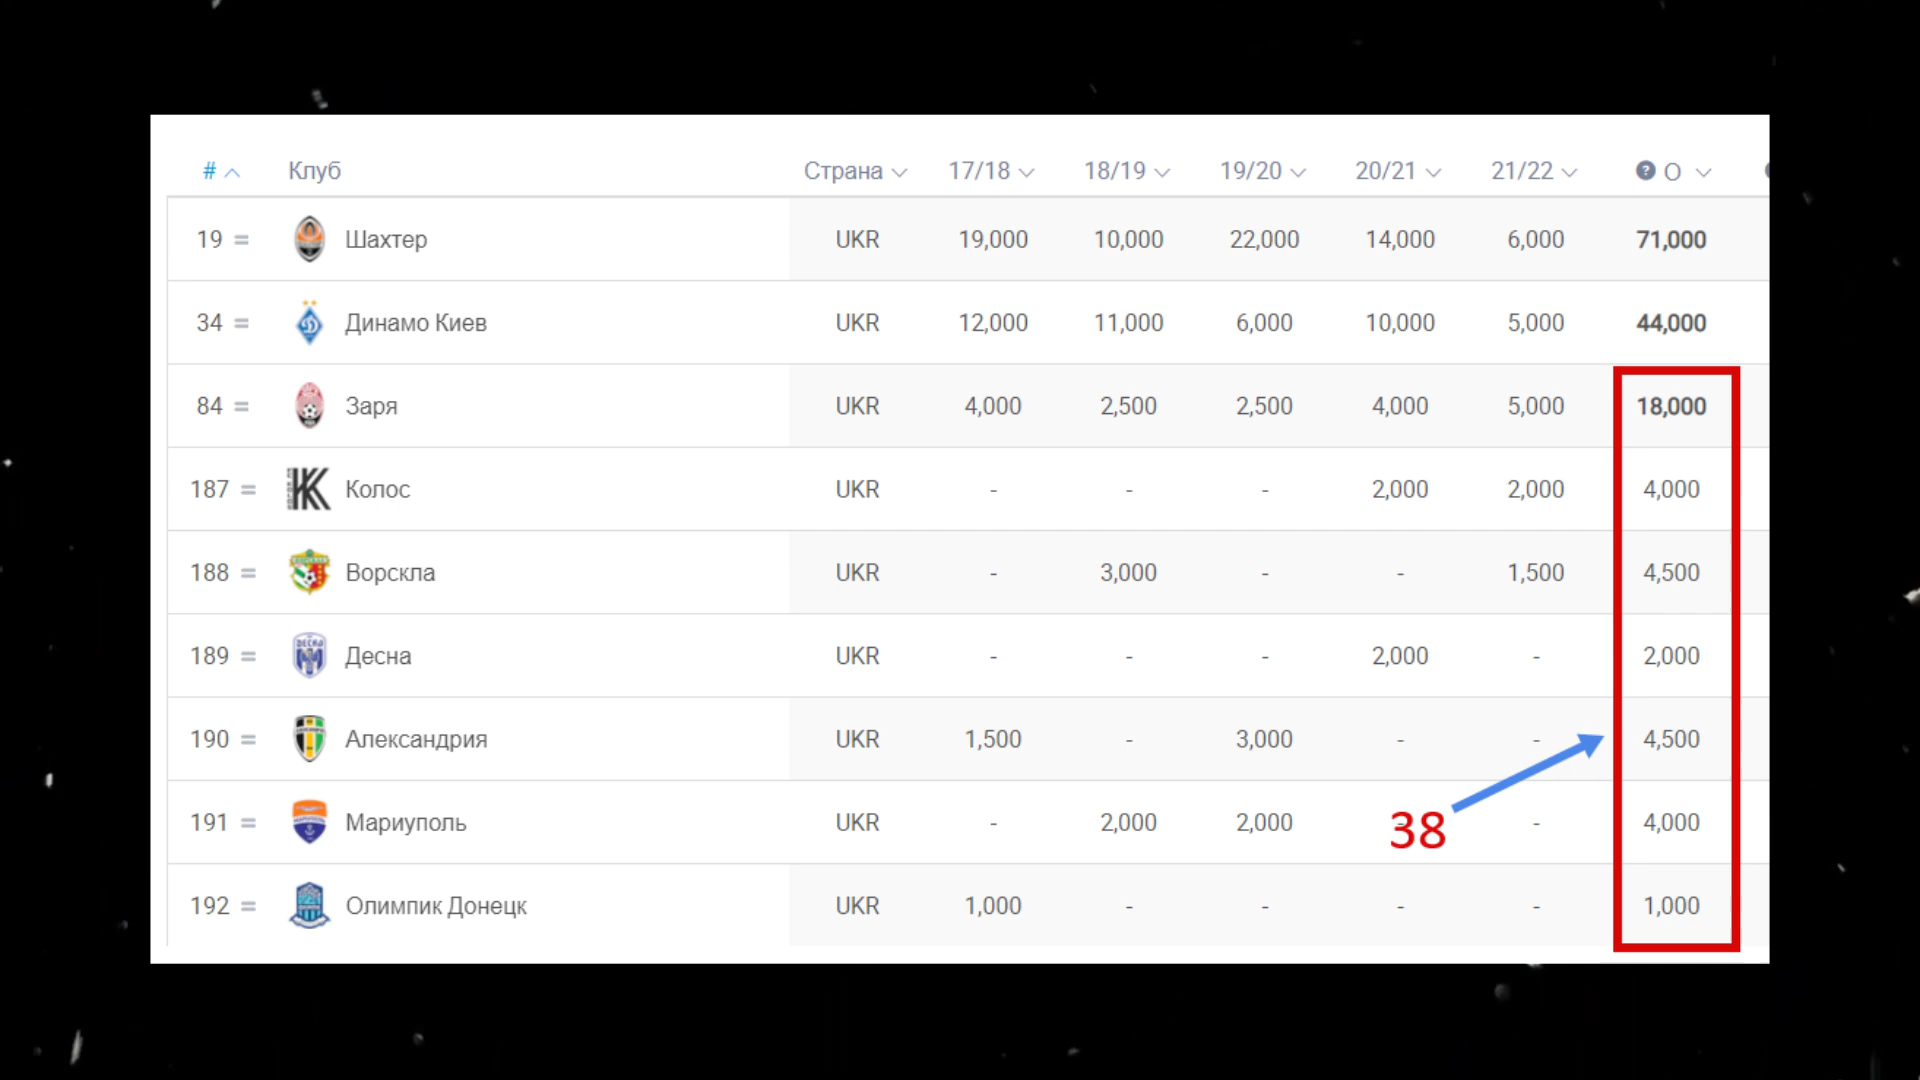 # Клуб Страна 17/18 18/19 19/20 20/21 21/22 ? О
19 = Шахтер UKR 19,000 10,000 22,000 14,000 6,000 71,000
34 = Динамо Киев UKR 12,000 11,000 6,000 10,000 5,000 44,000
84 = Заря UKR 4,000 2,500 2,500 4,000 5,000 18,000
187 = Колос UKR - - - 2,000 2,000 4,000
188 = Ворскла UKR - 3,000 - - 1,500 4,500
189 = Десна UKR - - - 2,000 - 2,000
190 = Александрия UKR 1,500 - 3,000 - - 4,500
191 = Мариуполь UKR - 2,000 2,000 - - 4,000
38
192 = Олимпик Донецк UKR 1,000 - - - - 1,000